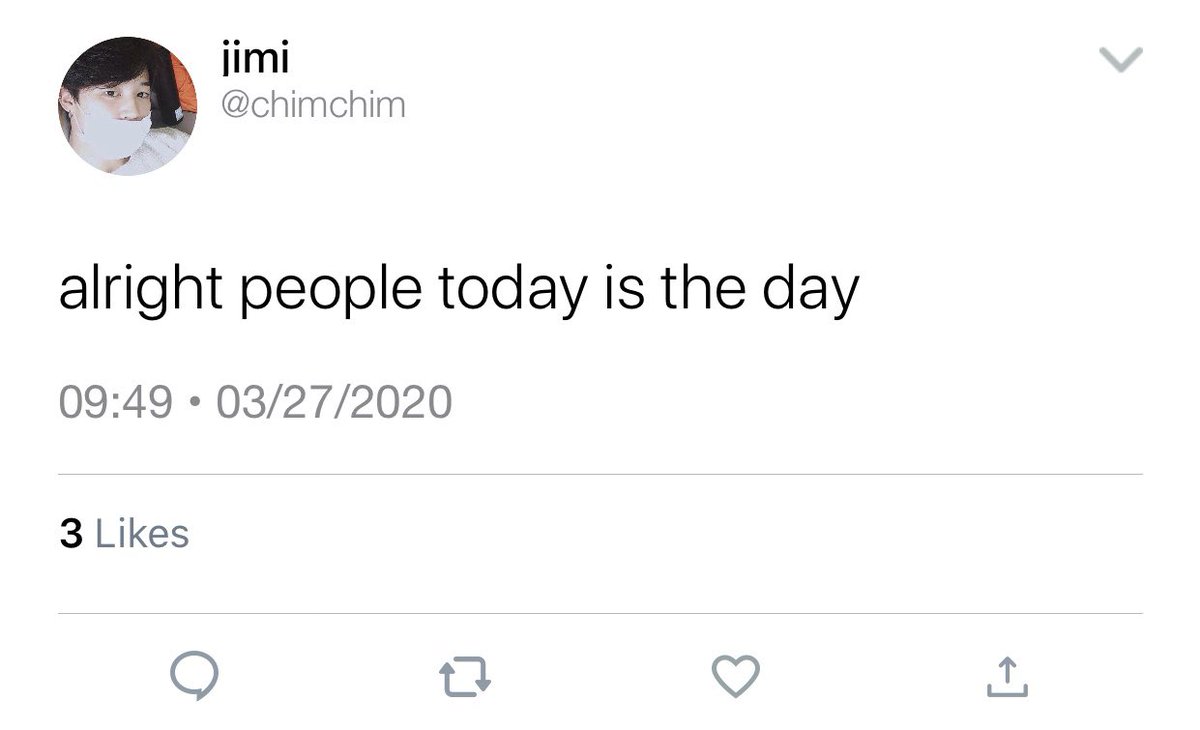 jimi
@chimchim
alright people today is the day
09:49 • 03/27/2020
3 Likes